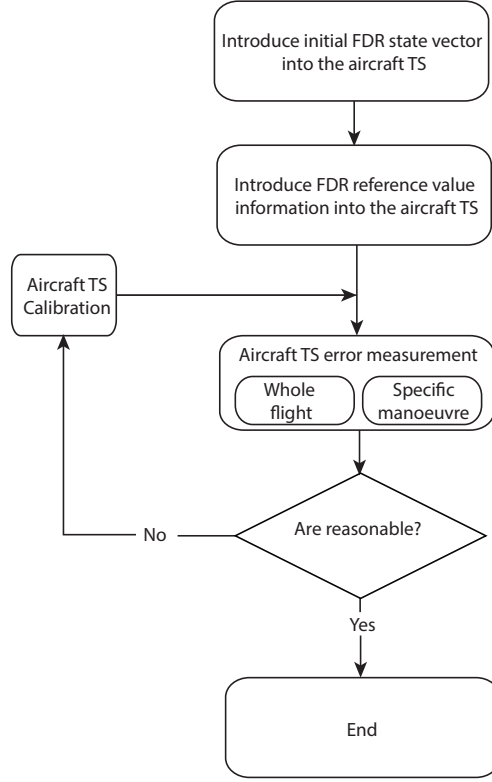 Introduce initial FDR state vector
into the aircraft TS
Introduce FDR reference value
information into the aircraft TS
Aircraft TS
Calibration
Aircraft TS error measurement
Whole
flight
Specific
manoeuvre
Are reasonable?
No
Yes
End